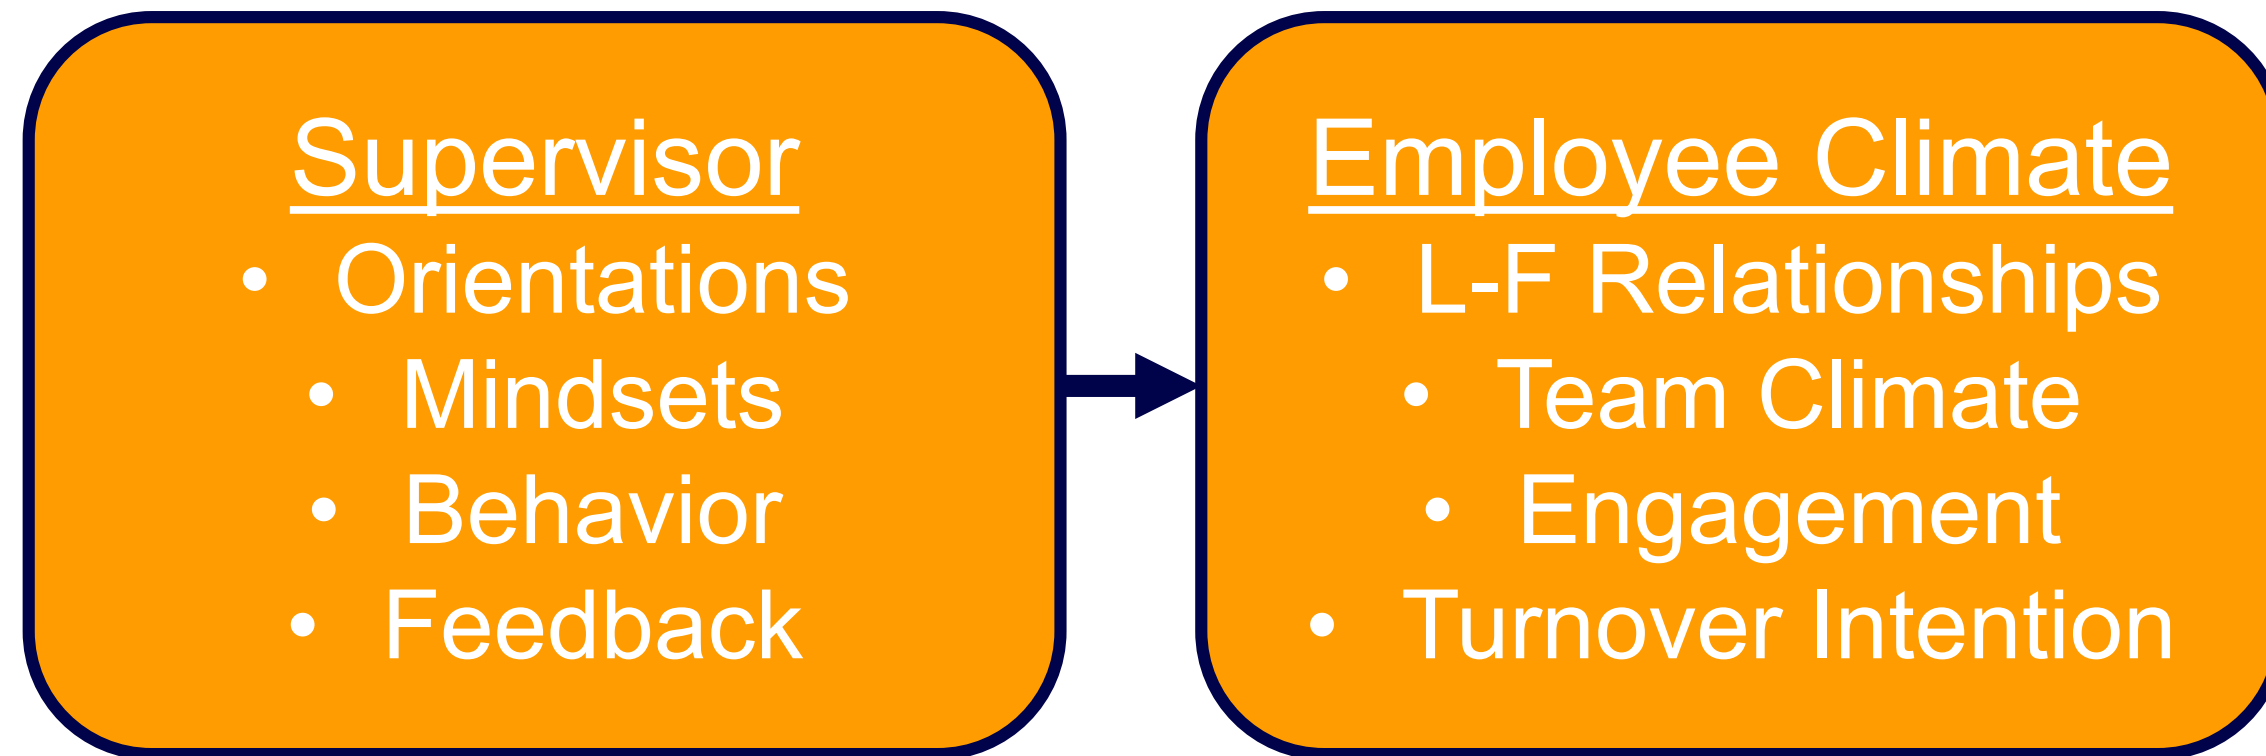 Supervisor
• Orientations
• Mindsets
• Behavior
• Feedback
Employee Climate
• L-F Relationships
• Team Climate
• Engagement
• Turnover Intention